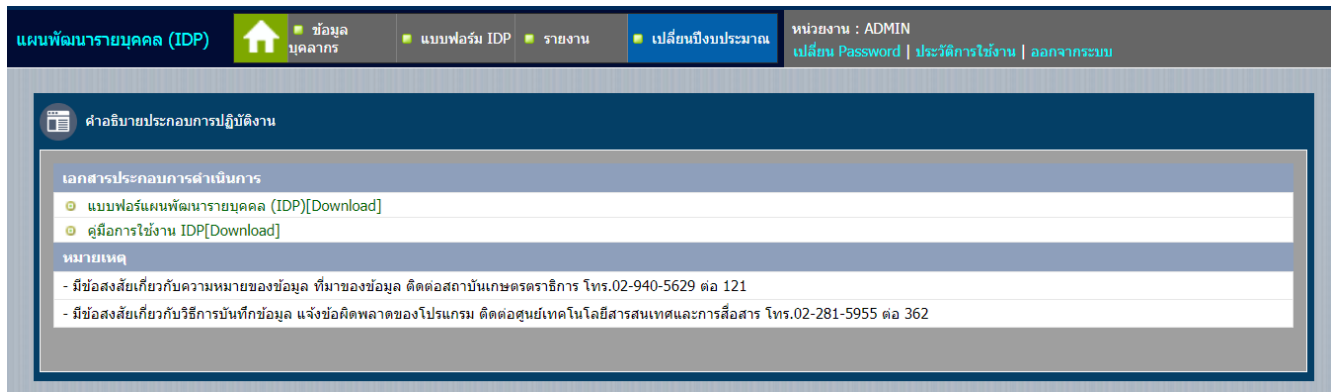 แผนพัฒนารายบุคคล (IDP)
ข้อมูล
บุคลากร
แบบฟอร์ม IDP
รายงาน
เปลี่ยนปีงบประมาณ
หน่วยงาน : ADMIN
เปลี่ยน Password | ประวัติการใช้งาน | ออกจากระบบ
คำอธิบายประกอบการปฏิบัติงาน
เอกสารประกอบการดำเนินการ
แบบฟอร์แผนพัฒนารายบุคคล (IDP)[Download]
คู่มือการใช้งาน IDP[Download]
หมายเหตุ
- มีข้อสงสัยเกี่ยวกับความหมายของข้อมูล ที่มาของข้อมูล ติดต่อสถาบันเกษตรตราธิการ โทร.02-940-5629 ต่อ 121
- มีข้อสงสัยเกี่ยวกับวิธีการบันทึกข้อมูล แจ้งข้อผิดพลาดของโปรแกรม ติดต่อศูนย์เทคโนโลยีสารสนเทศและการสื่อสาร โทร.02-281-5955 ต่อ 362